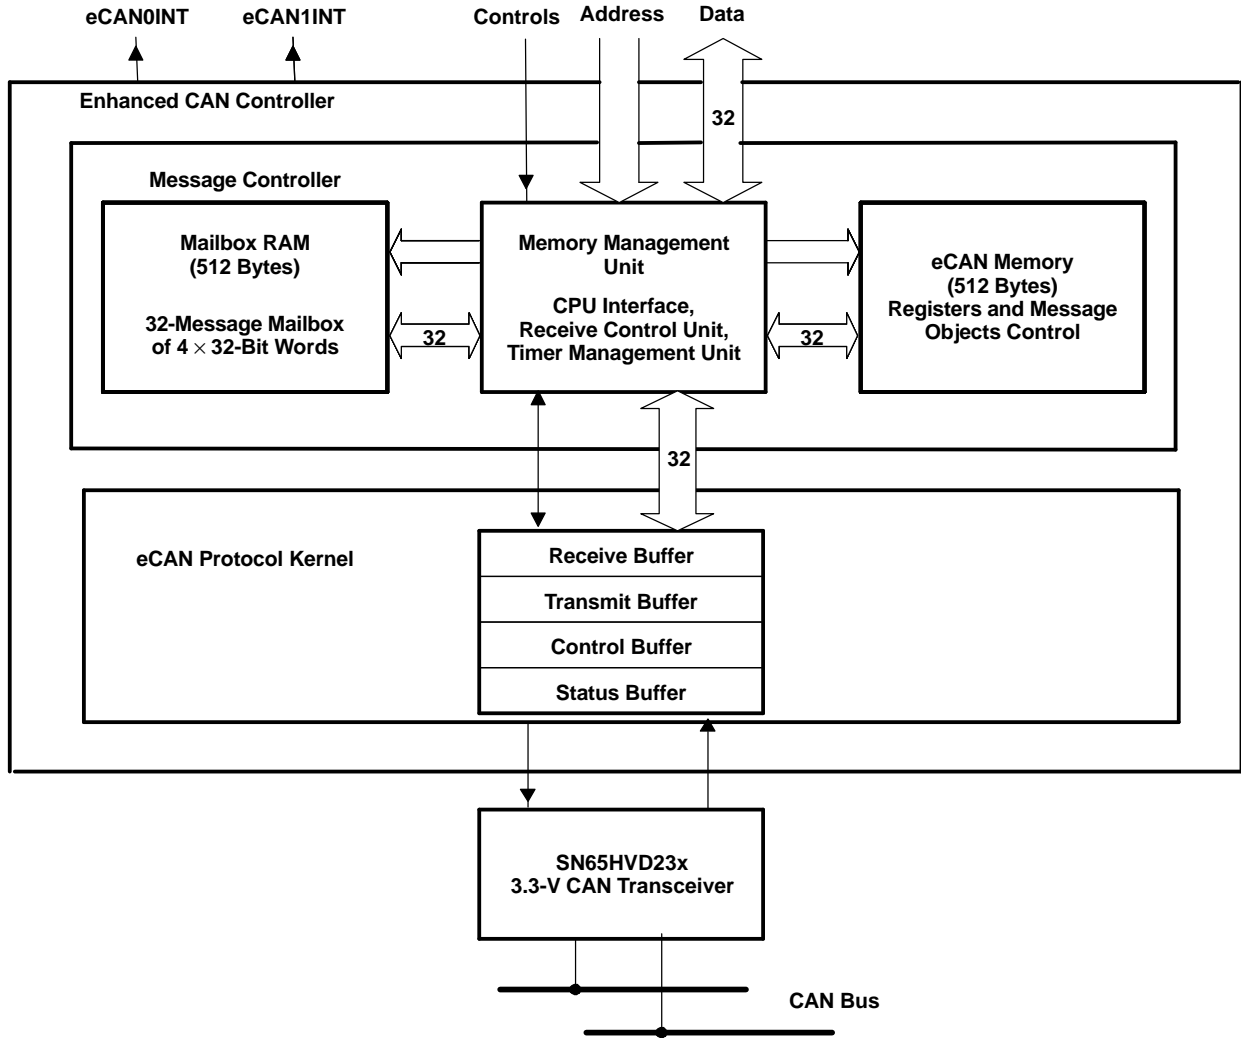 eCAN0INT
eCAN1INT
Controls
Address
Data
Enhanced CAN Controller
32
Message Controller
Mailbox RAM
(512 Bytes)
32-Message Mailbox
of 4 × 32-Bit Words
32
Memory Management
Unit
CPU Interface,
Receive Control Unit,
Timer Management Unit
32
eCAN Memory
(512 Bytes)
Registers and Message
Objects Control
32
eCAN Protocol Kernel
Receive Buffer
Transmit Buffer
Control Buffer
Status Buffer
SN65HVD23x
3.3-V CAN Transceiver
CAN Bus